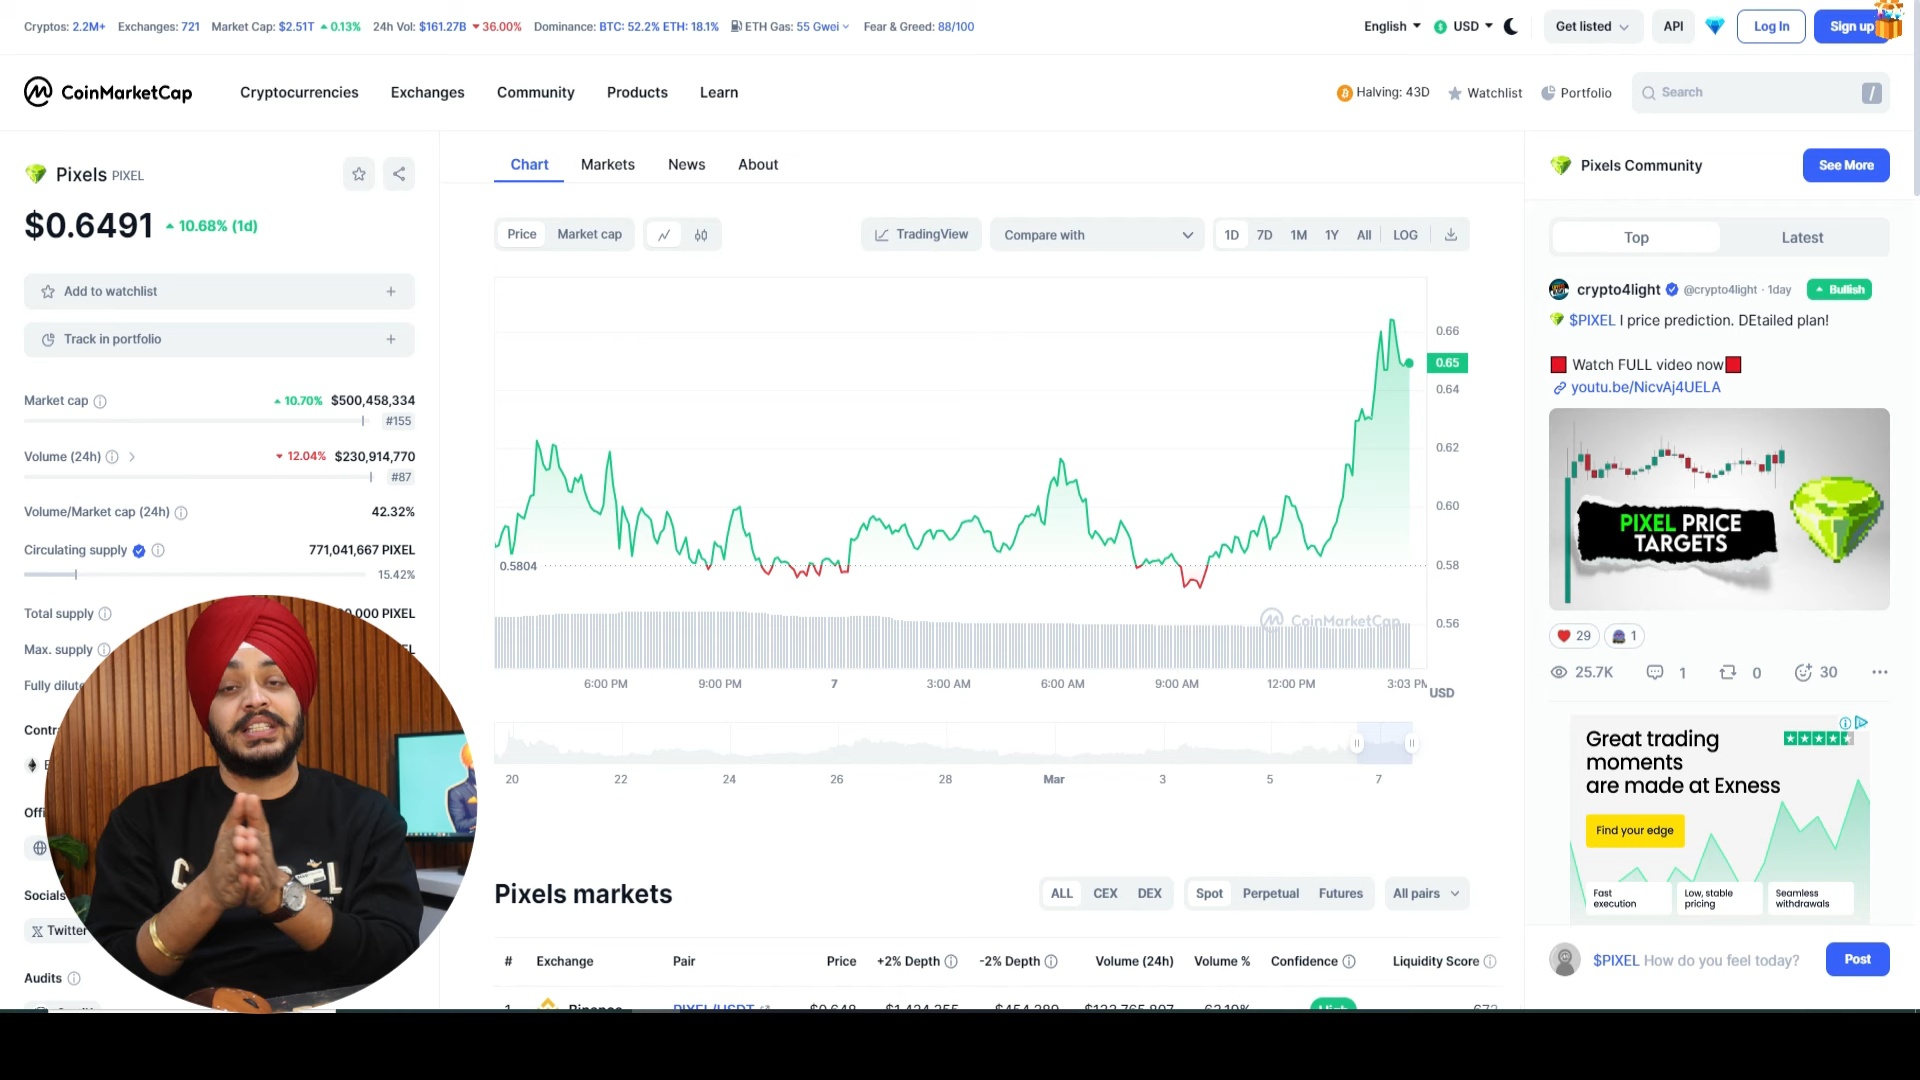 Cryptos: 2.2M+ Exchanges: 721 Market Cap: $2.51T 0.13% 24h Vol: $161.27B 36.00% Dominance: BTC: 52.2% ETH: 18.1% ETH Gas: 55 Gwei Fear & Greed: 88/100
English USD Get listed API Log In Sign up
CoinMarketCap Cryptocurrencies Exchanges Community Products Learn
Halving: 43D Watchlist Portfolio Search /
Pixels PIXEL
$0.6491 10.68% (1d)
Add to watchlist +
Track in portfolio +
Market cap 10.70% $500,458,334
#155
Volume (24h) 12.04% $230,914,770
#87
Volume/Market cap (24h) 42.32%
Circulating supply 771,041,667 PIXEL
15.42%
Total supply PIXEL
Max. supply
Fully
Socials
Twitter
Audits
Chart Markets News About
Price Market cap TradingView Compare with 1D 7D 1M 1Y All LOG
0.66
0.65
0.64
0.62
0.60
0.5804
0.58
0.56
CoinMarketCap
6:00 PM 9:00 PM 7 3:00 AM 6:00 AM 9:00 AM 12:00 PM 3:03 PM
USD
20 22 24 26 28 Mar 3 5 7
Pixels markets
ALL CEX DEX Spot Perpetual Futures All pairs
# Exchange Pair Price +2% Depth -2% Depth Volume (24h) Volume % Confidence Liquidity Score
1 Binance PIXEL/USDT
Pixels Community See More
Top Latest
crypto4light @crypto4light · 1day Bullish
$PIXEL I price prediction. DEtailed plan!
Watch FULL video now
youtu.be/NicvAj4UELA
PIXEL PRICE
TARGETS
29 1
25.7K 1 0 30
Great trading
moments
are made at Exness
Find your edge
Fast
execution
Low, stable
pricing
Seamless
withdrawals
$PIXEL How do you feel today? Post